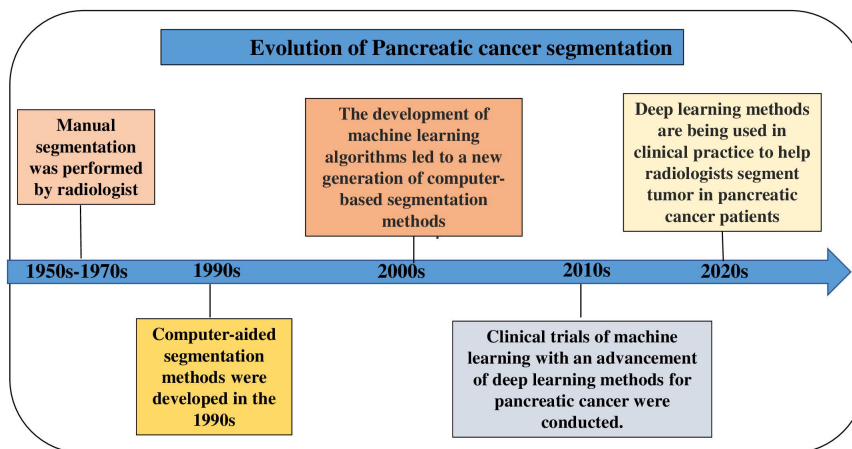 Evolution of Pancreatic cancer segmentation
Manual
segmentation
was performed
by radiologist
The development of
machine learning
algorithms led to a new
generation of computer-
based segmentation
methods
Deep learning methods
are being used in
clinical practice to help
radiologists segment
tumor in pancreatic
cancer patients
1950s-1970s
1990s
2000s
2010s
2020s
Computer-aided
segmentation
methods were
developed in the
1990s
Clinical trials of machine
learning with an advancement
of deep learning methods for
pancreatic cancer were
conducted.